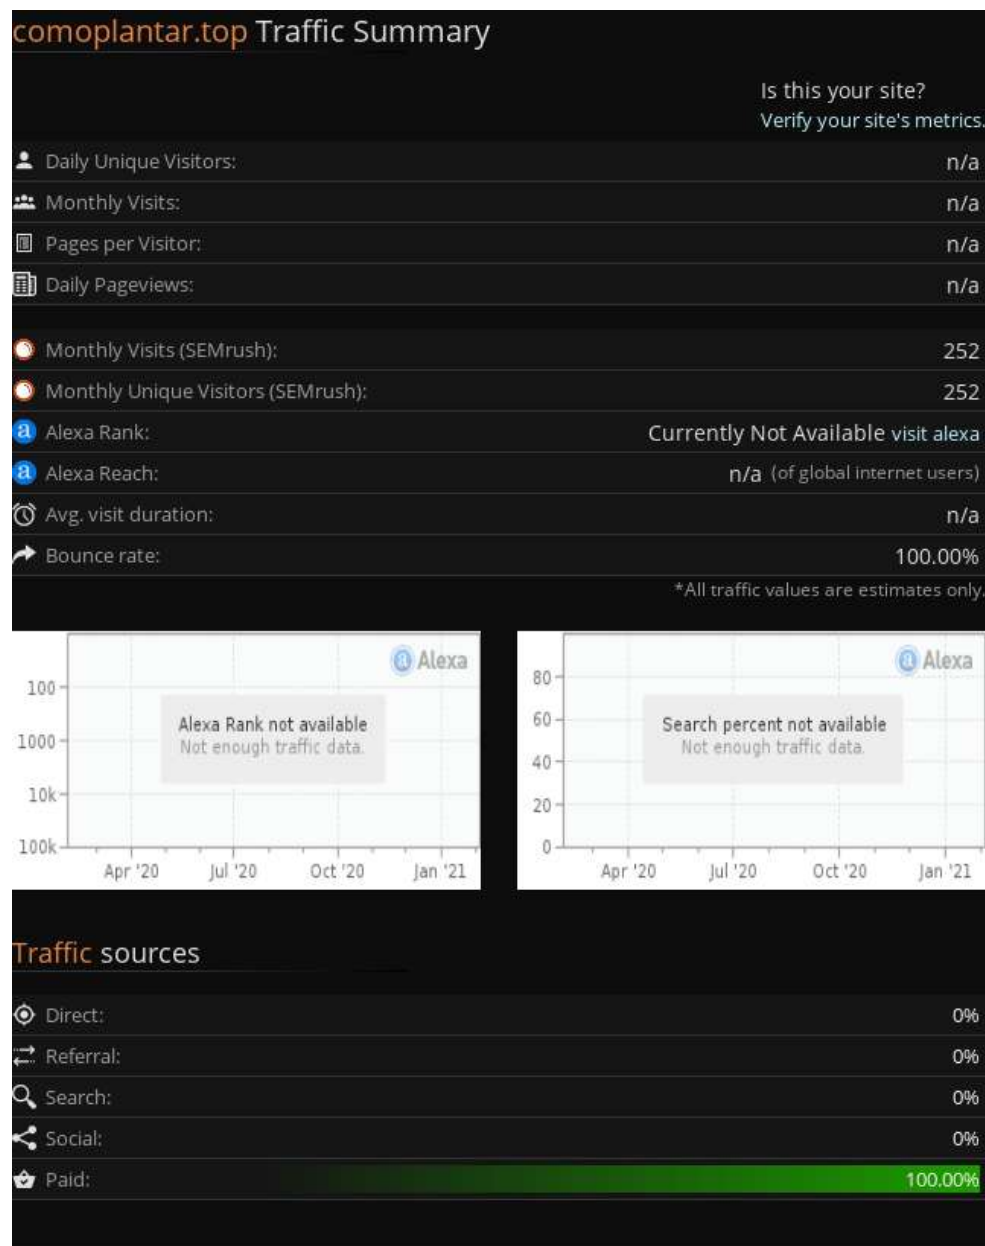 comoplantar.top Traffic Summary
Is this your site?
Verify your site's metrics.
Daily Unique Visitors: n/a
Monthly Visits: n/a
Pages per Visitor: n/a
Daily Pageviews: n/a
Monthly Visits (SEMrush): 252
Monthly Unique Visitors (SEMrush): 252
a Alexa Rank: Currently Not Available visit alexa
a Alexa Reach: n/a (of global internet users)
Avg. visit duration: n/a
Bounce rate: 100.00%
*All traffic values are estimates only.
a Alexa
100
1000
10k
100k
Alexa Rank not available
Not enough traffic data.
Apr '20 Jul '20 Oct '20 Jan '21
a Alexa
80
60
40
20
0
Search percent not available
Not enough traffic data.
Apr '20 Jul '20 Oct '20 Jan '21
Traffic sources
Direct: 0%
Referral: 0%
Search: 0%
Social: 0%
Paid: 100.00%